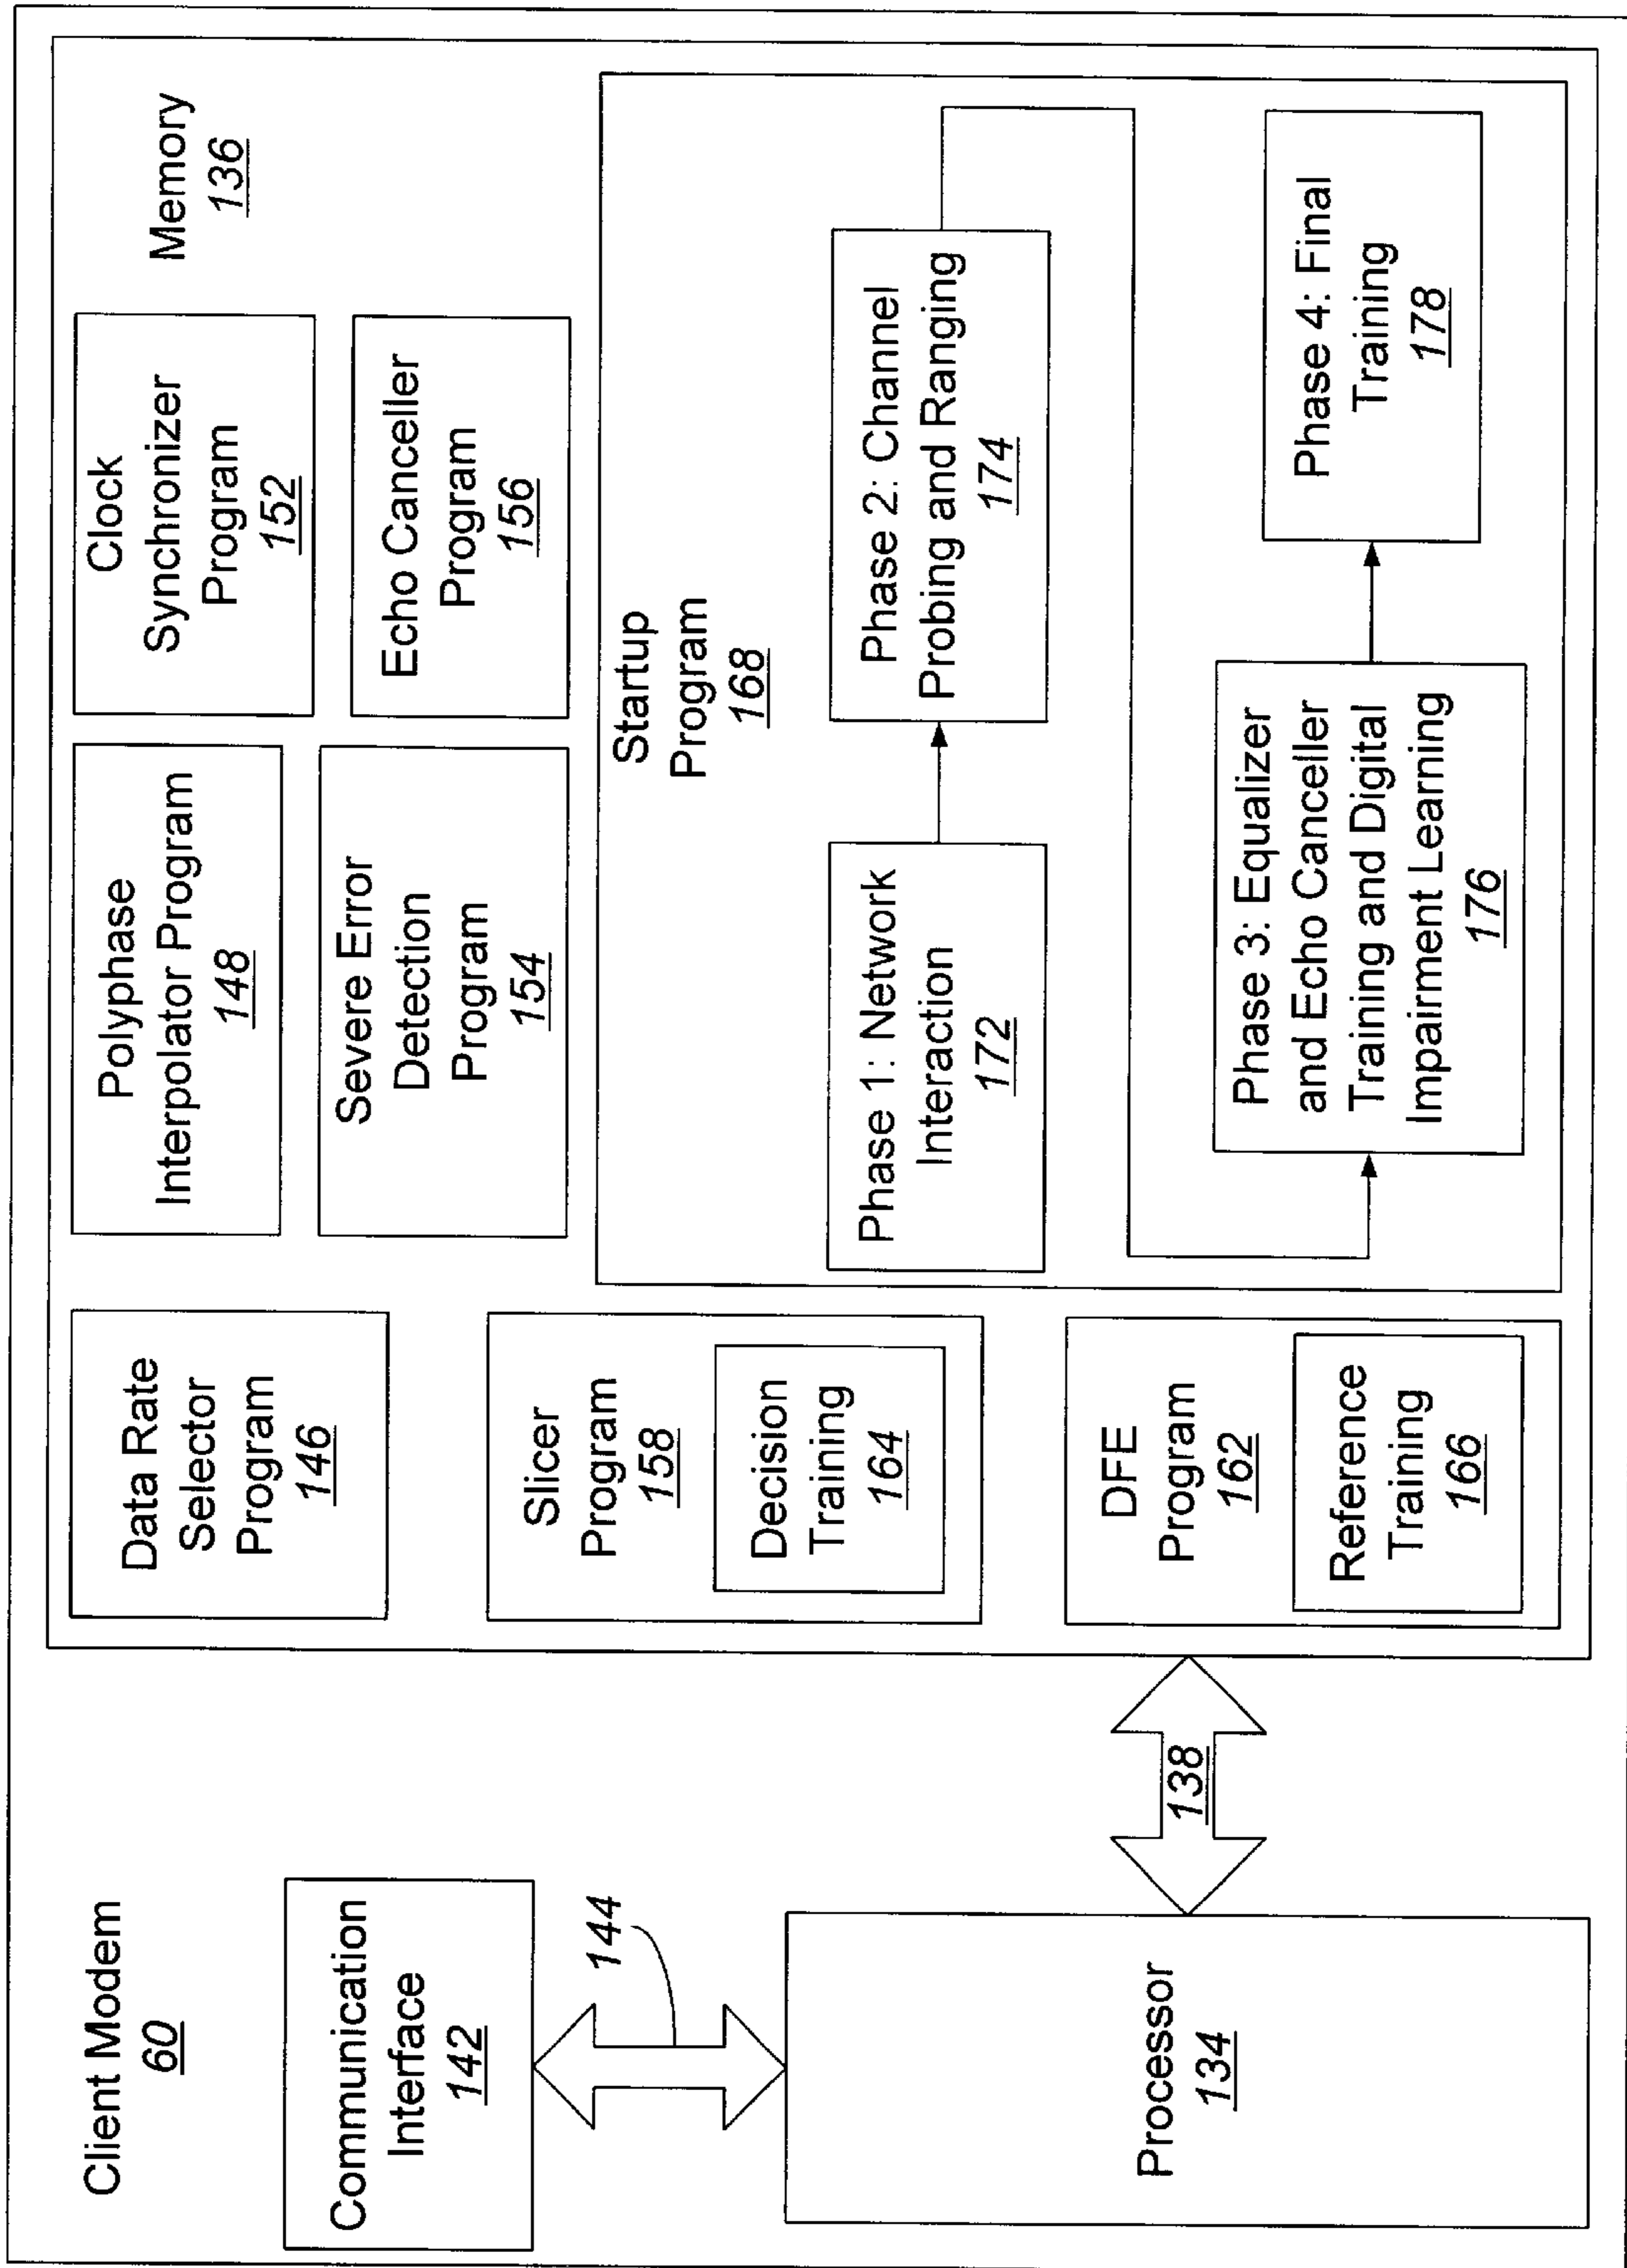 Client Modem
60
Communication
Interface
142
144
Processor
134
138
Memory
136
Data Rate
Selector
Program
146
Polyphase
Interpolator Program
148
Clock
Synchronizer
Program
152
Severe Error
Detection
Program
154
Echo Canceller
Program
156
Slicer
Program
158
Decision
Training
164
DFE
Program
162
Reference
Training
166
Startup
Program
168
Phase 1: Network
Interaction
172
Phase 2: Channel
Probing and Ranging
174
Phase 3: Equalizer
and Echo Canceller
Training and Digital
Impairment Learning
176
Phase 4: Final
Training
178